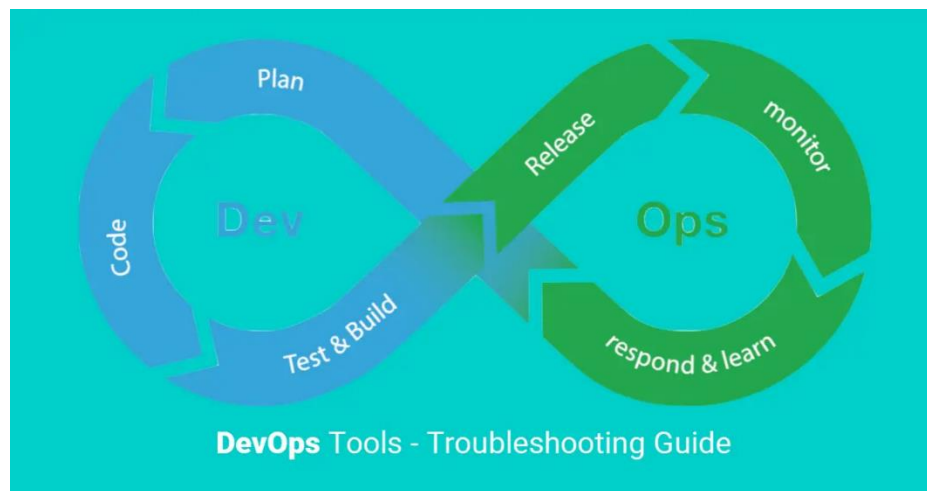 Plan
Code
Dev
Test & Build
Release
monitor
Ops
respond & learn
DevOps Tools - Troubleshooting Guide